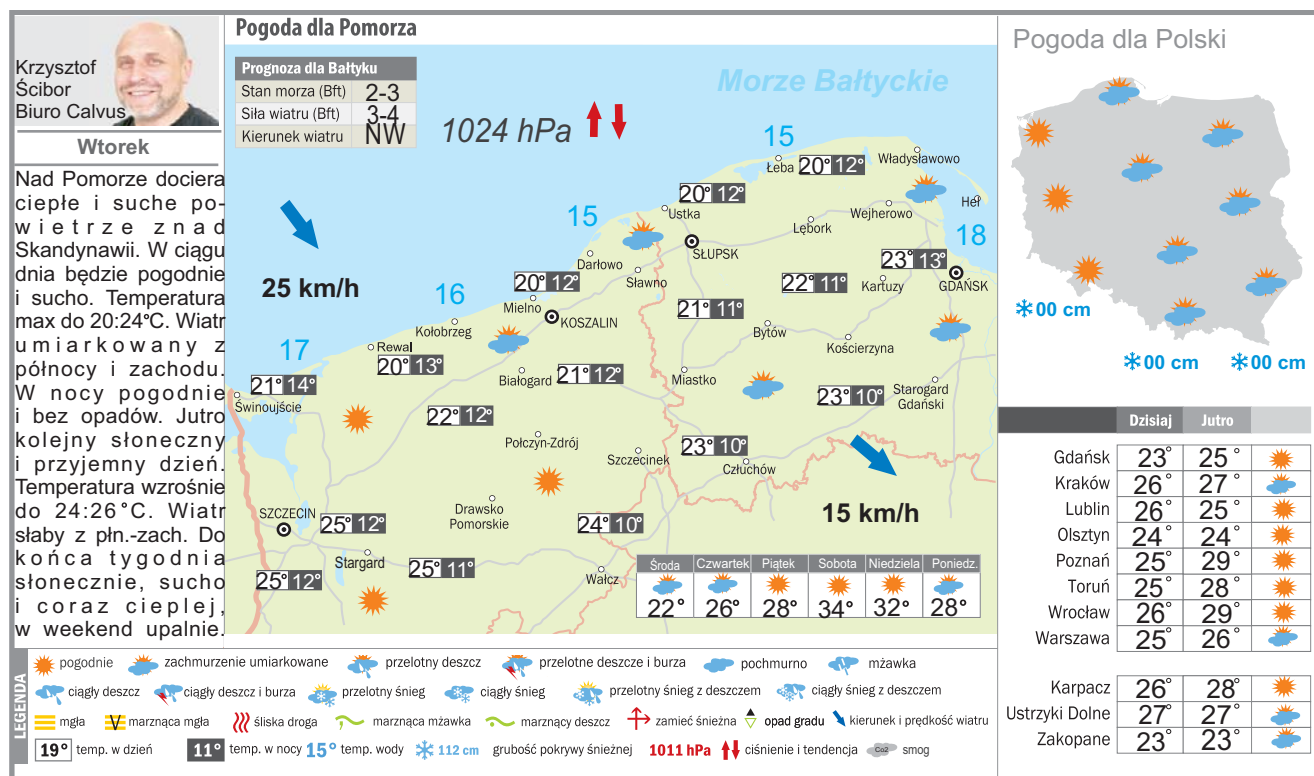 Krzysztof
Ścibor
Biuro Calvus
Wtorek
Nad Pomorze dociera
ciepłe i suche po-
wietrze znad
Skandynawii. W ciągu
dnia będzie pogodnie
i sucho. Temperatura
max do 20:24°C. Wiatr
umiarkowany z
północy i zachodu.
W nocy pogodnie
i bez opadów. Jutro
kolejny słoneczny
i przyjemny dzień.
Temperatura wzrośnie
do 24:26°C. Wiatr
słaby z płn.-zach. Do
końca tygodnia
słonecznie, sucho
i coraz cieplej,
w weekend upalnie.
Pogoda dla Pomorza
Prognoza dla Bałtyku
Stan morza (Bft) 2-3
Siła wiatru (Bft) 3-4
Kierunek wiatru NW
Morze Bałtyckie
1024 hPa
15
Łeba 20° 12°
Władysławowo
20° 12°
Ustka
Hel
Wejherowo
15
Lębork
18
SŁUPSK
Darłowo
23° 13°
20° 12°
Sławno
22° 11°
Kartuzy
GDAŃSK
25 km/h
16
Mielno
21° 11°
KOSZALIN
Kołobrzeg
Bytów
17
Rewal
Kościerzyna
20° 13°
21° 14°
Białogard 21° 12°
Miastko
Świnoujście
23° 10°
Starogard
Gdański
22° 12°
Połczyn-Zdrój
23° 10°
Szczecinek
Człuchów
Drawsko
Pomorskie
15 km/h
SZCZECIN
25° 12°
24° 10°
Stargard
25° 11°
25° 12°
Wałcz
Środa Czwartek Piątek Sobota Niedziela Poniedz.
22° 26° 28° 34° 32° 28°
Pogoda dla Polski
00 cm
00 cm 00 cm
Dzisiaj Jutro
Gdańsk 23° 25°
Kraków 26° 27°
Lublin 26° 25°
Olsztyn 24° 24°
Poznań 25° 29°
Toruń 25° 28°
Wrocław 26° 29°
Warszawa 25° 26°
Karpacz 26° 28°
Ustrzyki Dolne 27° 27°
Zakopane 23° 23°
LEGENDA
pogodnie zachmurzenie umiarkowane przelotny deszcz przelotne deszcze i burza pochmurno mżawka
ciągły deszcz ciągły deszcz i burza przelotny śnieg ciągły śnieg przelotny śnieg z deszczem ciągły śnieg z deszczem
mgła marznąca mgła śliska droga marznąca mżawka marznący deszcz zamieć śnieżna opad gradu kierunek i prędkość wiatru
19° temp. w dzień 11° temp. w nocy 15° temp. wody 112 cm grubość pokrywy śnieżnej 1011 hPa ciśnienie i tendencja Co2 smog